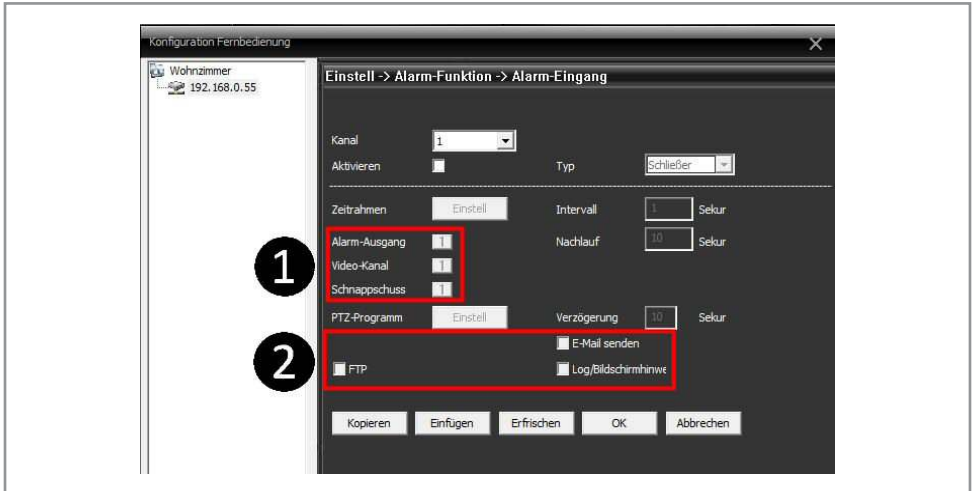 Konfiguration Fernbedienung
Wohnzimmer
192.168.0.55
Einstell -> Alarm-Funktion -> Alarm-Eingang
Kanal 1
Aktivieren Typ Schließer
Zeitrahmen Einstell Intervall 1 Sekur
1
Alarm-Ausgang 1 Nachlauf 10 Sekur
Video-Kanal 1
Schnappschuss 1
PTZ-Programm Einstell Verzögerung 10 Sekur
2
E-Mail senden
FTP Log/Bildschirmhinwe
Kopieren Einfügen Erfrischen OK Abbrechen